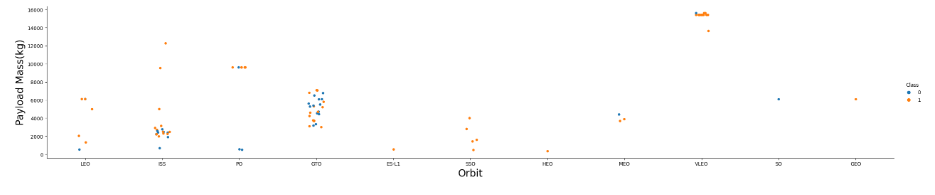 16000
14000
12000
10000
8000
6000
4000
2000
0
Payload Mass(kg)
LEO ISS PO GTO ES-L1 SSO HEO MEO VLEO SO GEO
Orbit
Class
0
1